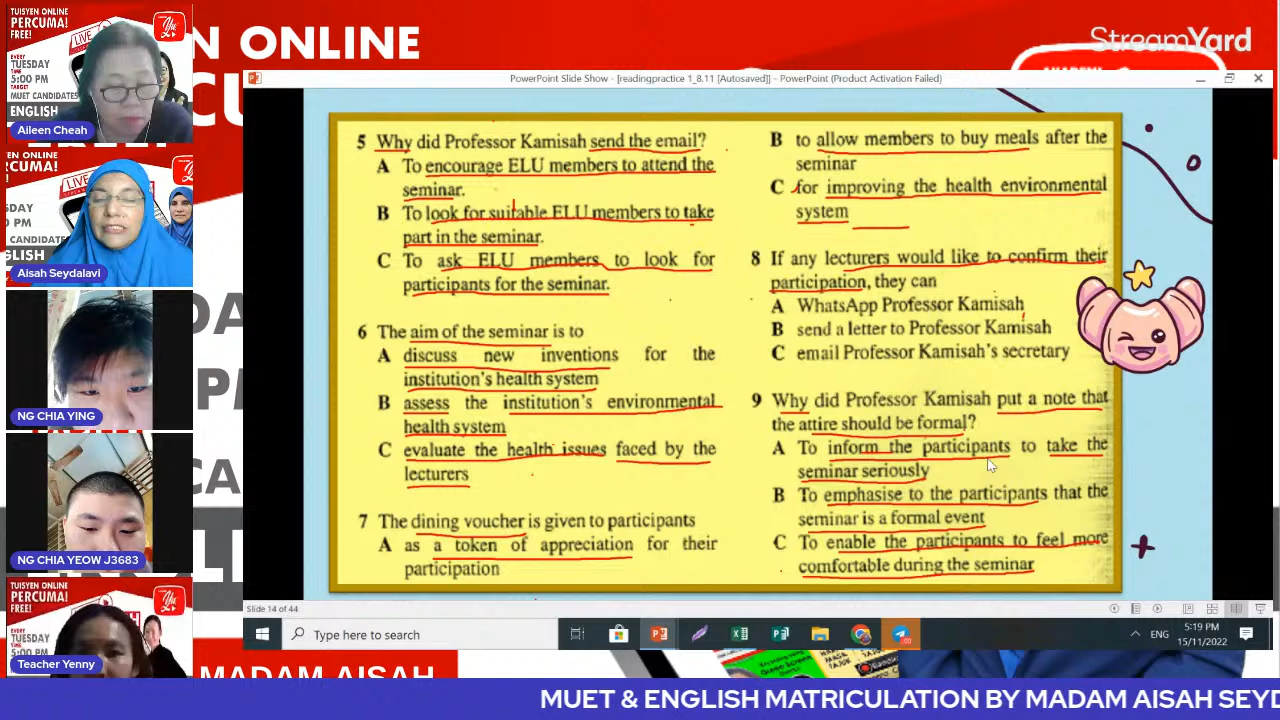 TUISYEN ONLINE
PERCUMA!
FREE!
EVERY
TUESDAY
TIME
5:00 PM
TARGET
MUET CANDIDATES
ENGLISH
Aileen Cheah
N ONLINE
StreamYard
PowerPoint Slide Show - [readingpractice 1_8.11 [Autosaved]] - PowerPoint (Product Activation Failed)
5 Why did Professor Kamisah send the email?
A To encourage ELU members to attend the
seminar.
B To look for suitable ELU members to take
part in the seminar.
C To ask ELU members to look for
participants for the seminar.
6 The aim of the seminar is to
A discuss new inventions for the
institution's health system
B assess the institution's environmental
health system
C evaluate the health issues faced by the
lecturers
7 The dining voucher is given to participants
A as a token of appreciation for their
participation
B to allow members to buy meals after the
seminar
C for improving the health environmental
system
8 If any lecturers would like to confirm their
participation, they can
A WhatsApp Professor Kamisah
B send a letter to Professor Kamisah
C email Professor Kamisah's secretary
9 Why did Professor Kamisah put a note that
the attire should be formal?
A To inform the participants to take the
seminar seriously
B To emphasise to the participants that the
seminar is a formal event
C To enable the participants to feel more
comfortable during the seminar
Aisah Seydalavi
NG CHIA YING
NG CHIA YEOW J3683
TUISYEN ONLINE
PERCUMA!
FREE!
EVERY
TUESDAY
TIME
5:00 PM
Teacher Yenny
Slide 14 of 44
Type here to search
ENG
5:19 PM
15/11/2022
MADAM AISAH
MUET & ENGLISH MATRICULATION BY MADAM AISAH SEYD